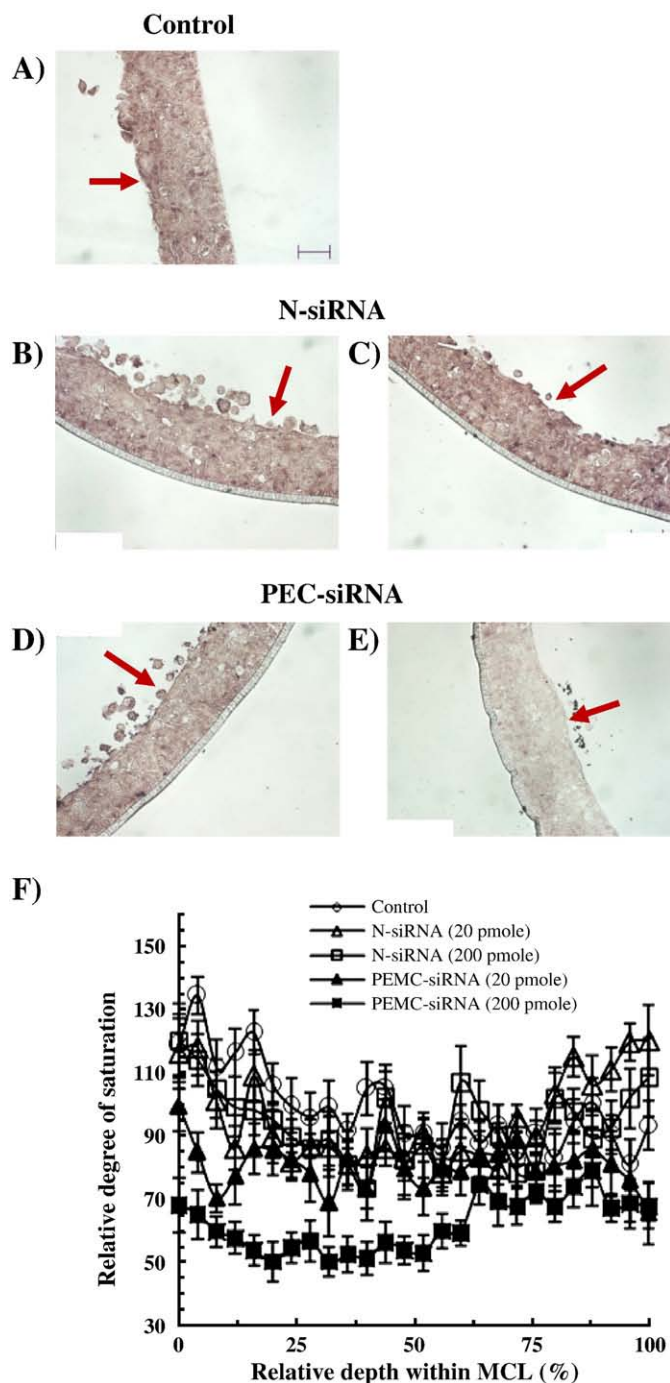 Control
A)
N-siRNA
B)
C)
PEC-siRNA
D)
E)
F)
Control
N-siRNA (20 pmole)
N-siRNA (200 pmole)
PEMC-siRNA (20 pmole)
PEMC-siRNA (200 pmole)
Relative degree of saturation
150
130
110
90
70
50
30
0 25 50 75 100
Relative depth within MCL (%)